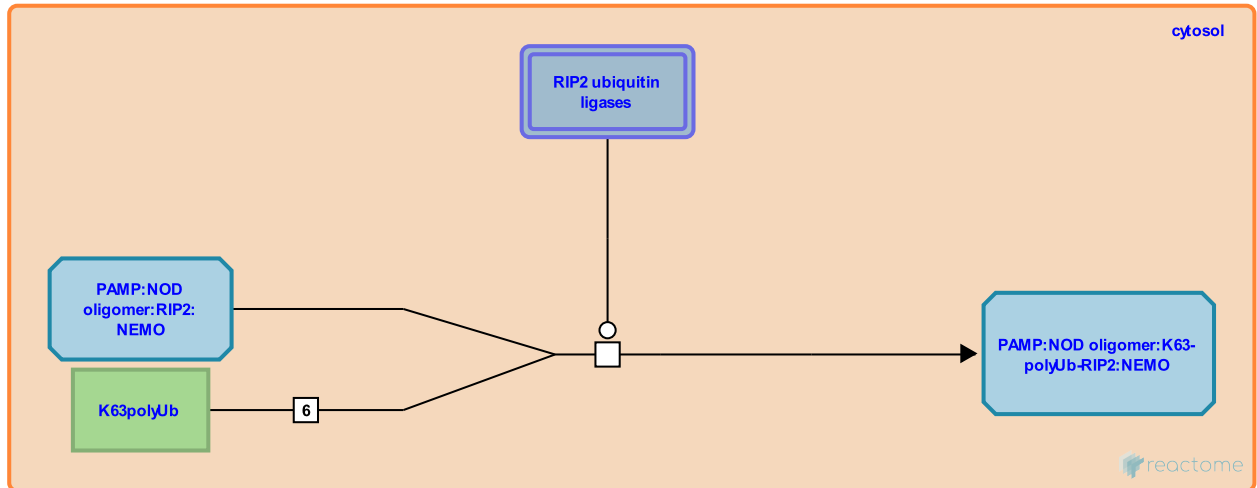 cytosol
RIP2 ubiquitin
ligases
PAMP:NOD
oligomer:RIP2:
NEMO
K63polyUb
6
PAMP:NOD oligomer:K63-
polyUb-RIP2:NEMO
reactome